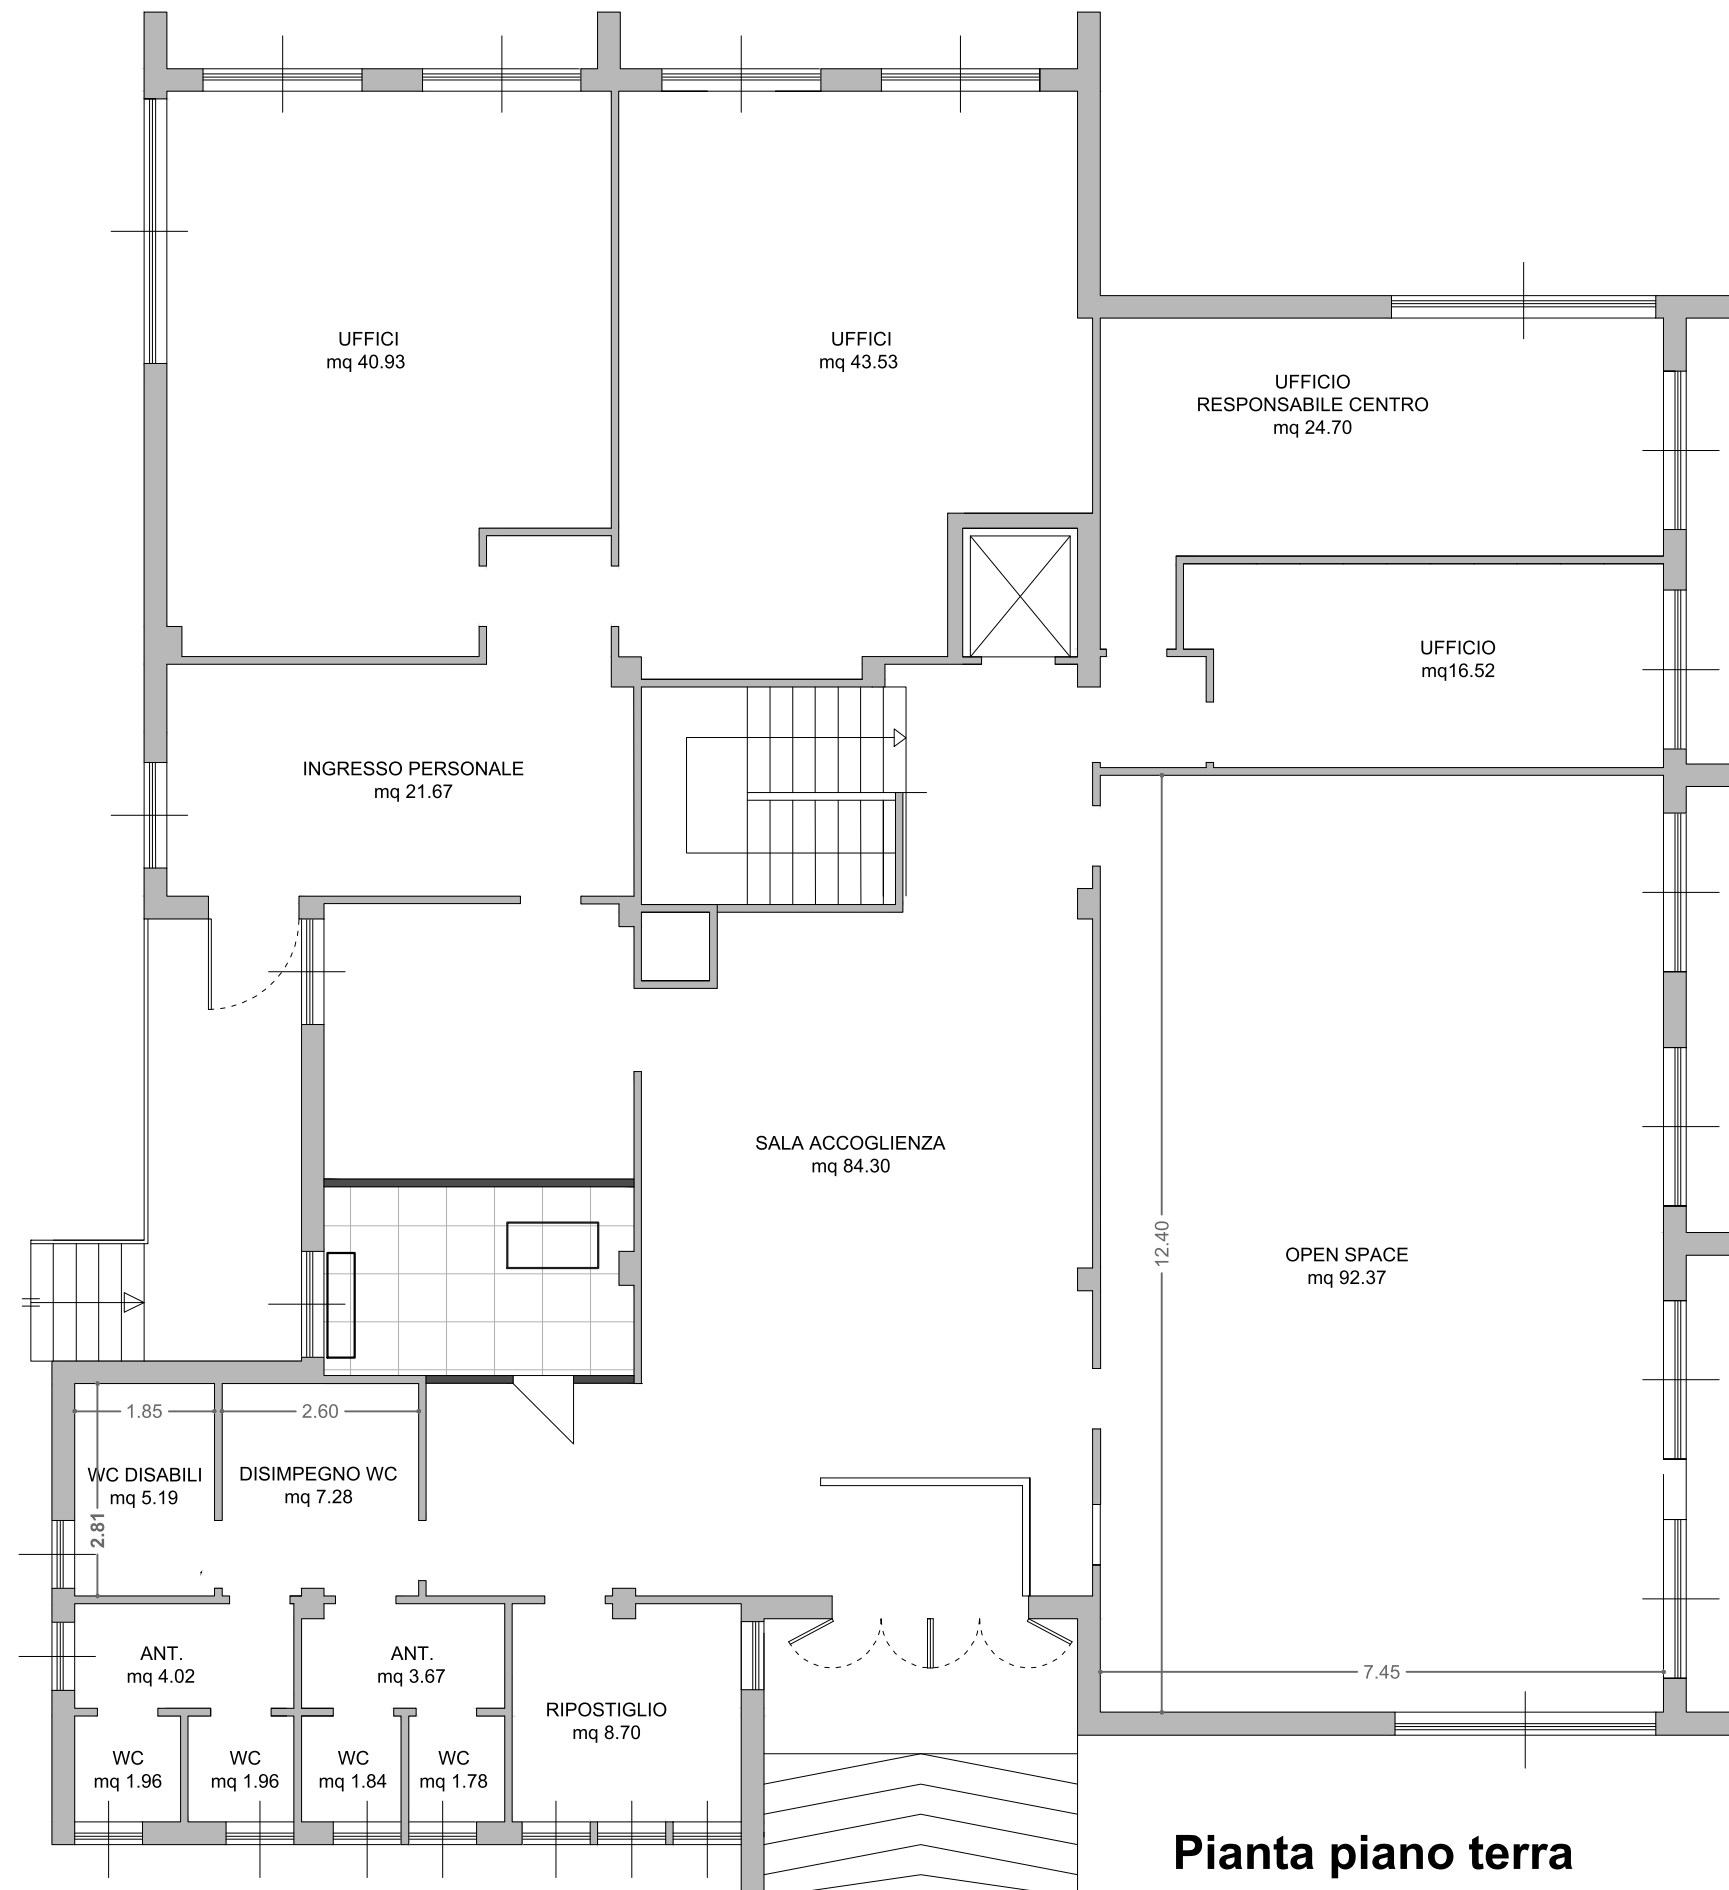 UFFICI
mq 40.93
UFFICI
mq 43.53
UFFICIO
RESPONSABILE CENTRO
mq 24.70
UFFICIO
mq16.52
INGRESSO PERSONALE
mq 21.67
SALA ACCOGLIENZA
mq 84.30
12.40
OPEN SPACE
mq 92.37
1.85
2.60
WC DISABILI
mq 5.19
DISIMPEGNO WC
mq 7.28
2.81
ANT.
mq 4.02
ANT.
mq 3.67
7.45
RIPOSTIGLIO
mq 8.70
WC
mq 1.96
WC
mq 1.96
WC
mq 1.84
WC
mq 1.78
Pianta piano terra